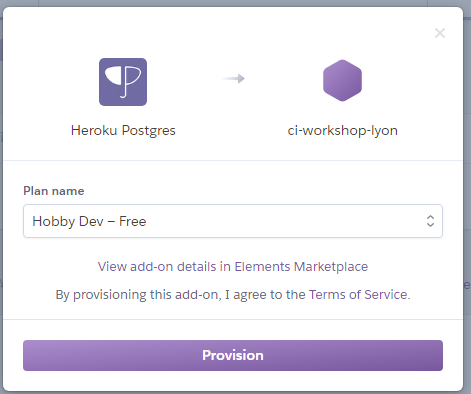 Heroku Postgres
ci-workshop-lyon
Plan name
Hobby Dev – Free
View add-on details in Elements Marketplace
By provisioning this add-on, I agree to the Terms of Service.
Provision